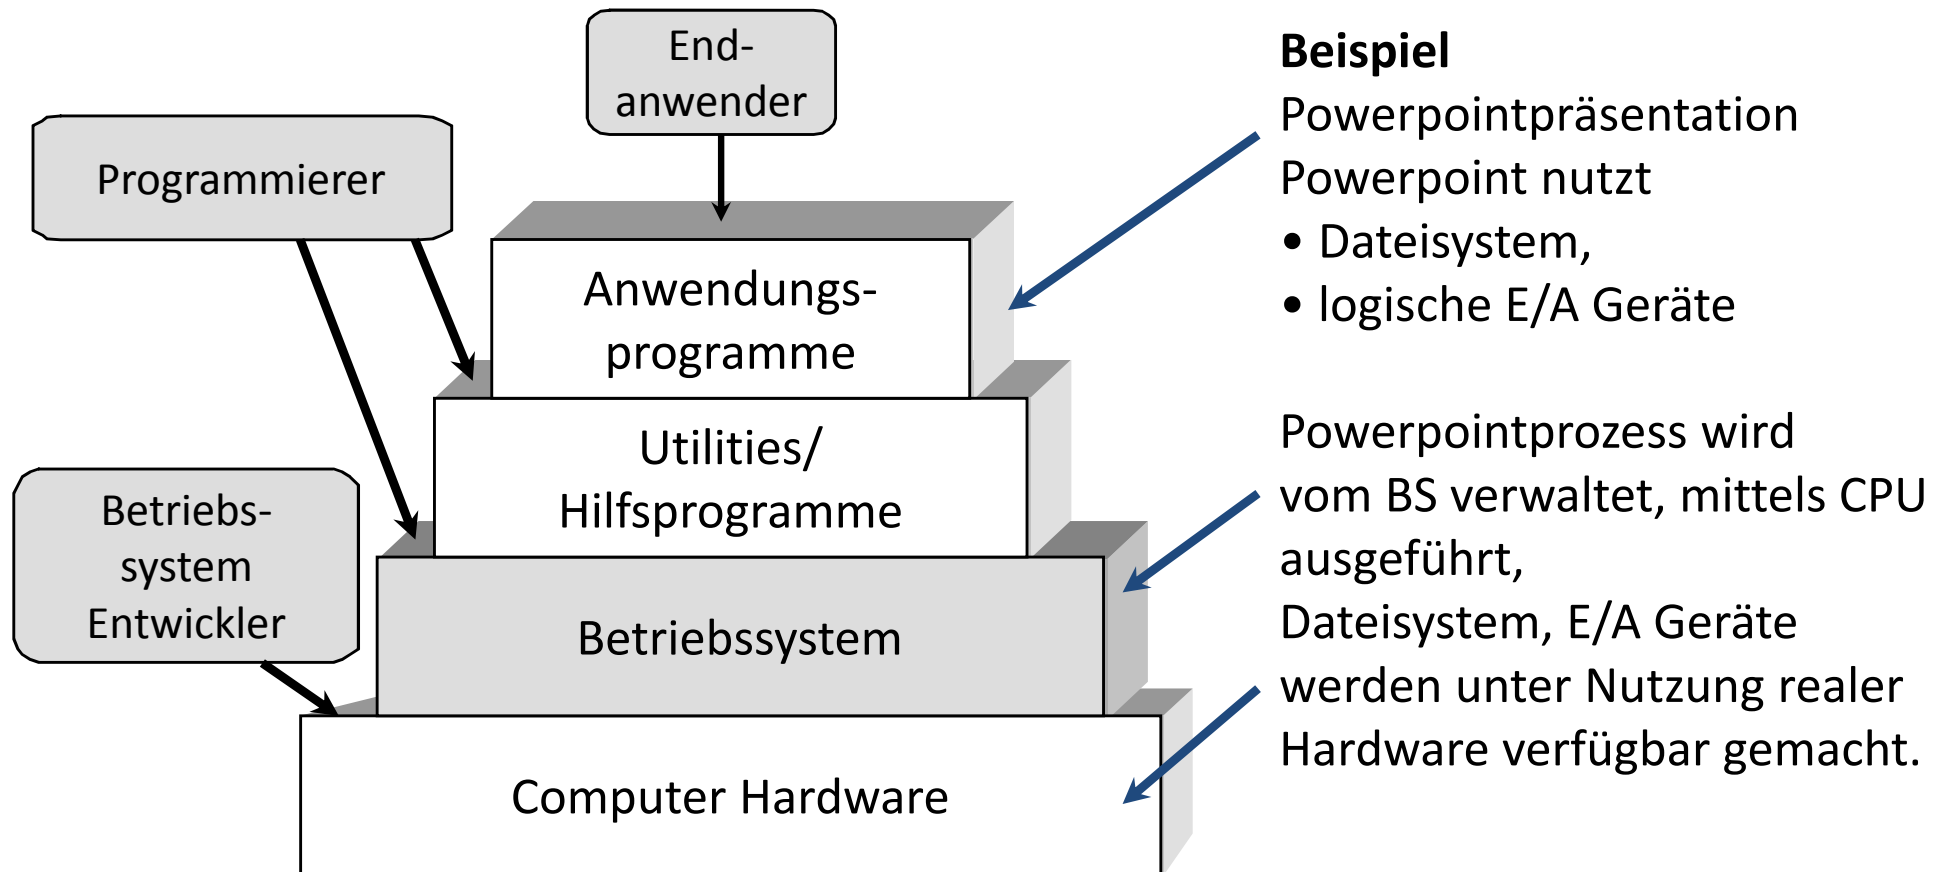 End-
anwender
Programmierer
Anwendungs-
programme
Utilities/
Hilfsprogramme
Betriebs-
system
Entwickler
Betriebssystem
Computer Hardware
Beispiel
Powerpointpräsentation
Powerpoint nutzt
• Dateisystem,
• logische E/A Geräte
Powerpointprozess wird
vom BS verwaltet, mittels CPU
ausgeführt,
Dateisystem, E/A Geräte
werden unter Nutzung realer
Hardware verfügbar gemacht.